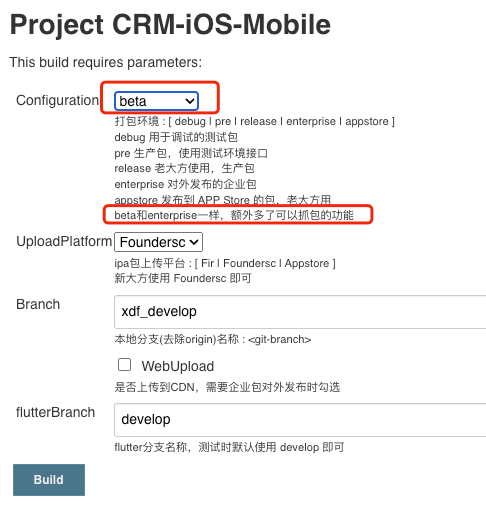 Project CRM-iOS-Mobile
This build requires parameters:
Configuration
beta
打包环境 : [ debug | pre | release | enterprise | appstore ]
debug 用于调试的测试包
pre 生产包，使用测试环境接口
release 老大方使用，生产包
enterprise 对外发布的企业包
appstore 发布到 APP Store 的包，老大方用
beta和enterprise一样，额外多了可以抓包的功能
UploadPlatform
Foundersc
ipa包上传平台 : [ Fir | Foundersc | Appstore ]
新大方使用 Foundersc 即可
Branch
xdf_develop
本地分支(去除origin)名称 : <git-branch>
WebUpload
是否上传到CDN，需要企业包对外发布时勾选
flutterBranch
develop
flutter分支名称，测试时默认使用 develop 即可
Build